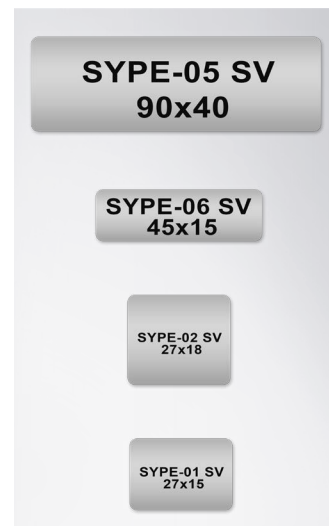 SYPE-05 SV
90x40
SYPE-06 SV
45x15
SYPE-02 SV
27x18
SYPE-01 SV
27x15